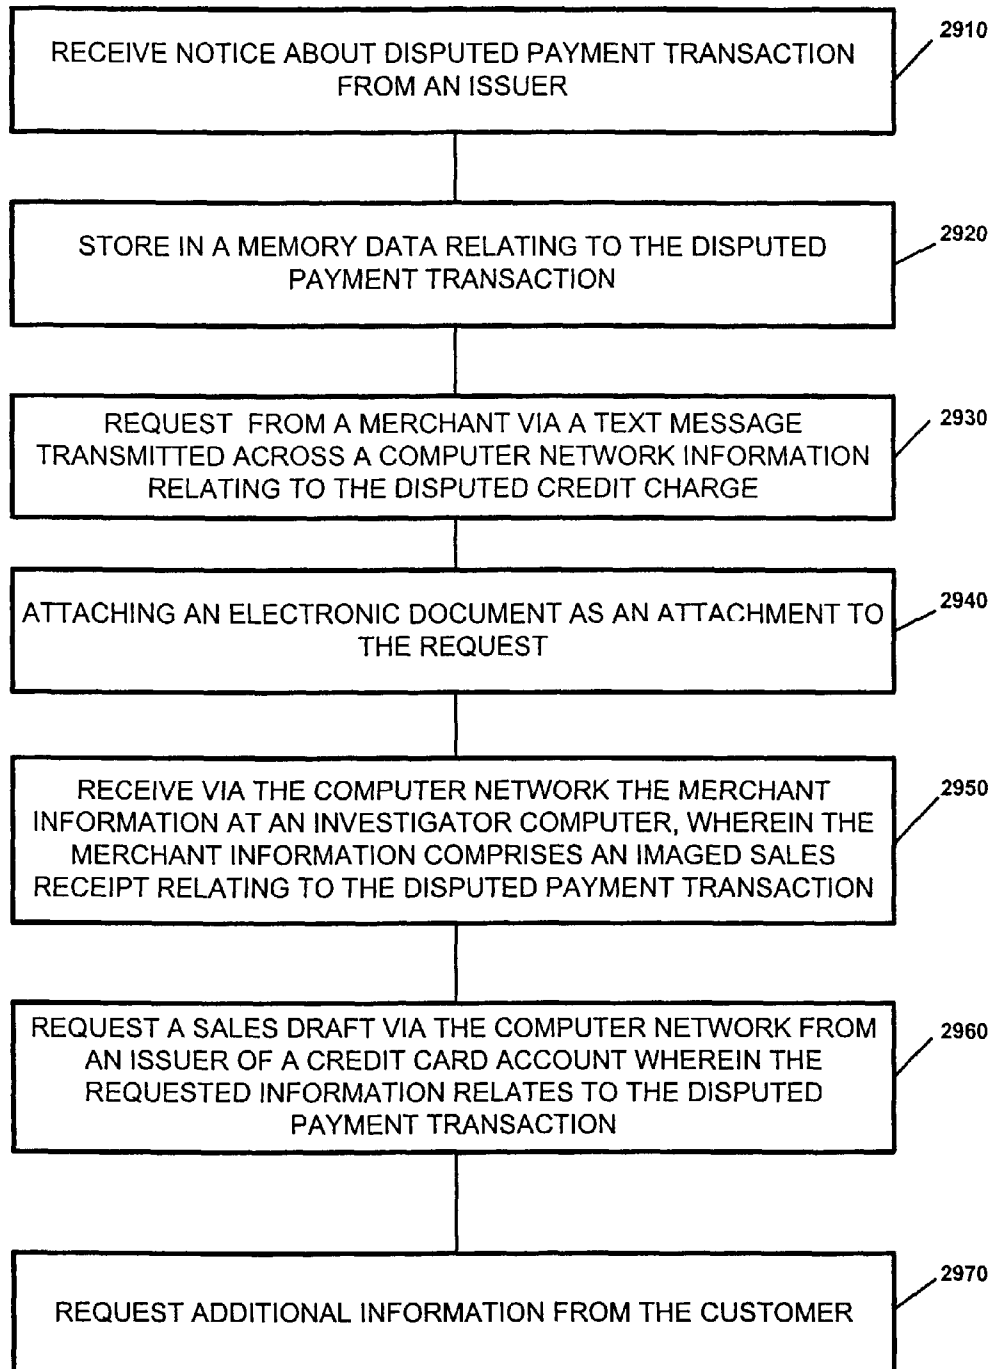 2910
RECEIVE NOTICE ABOUT DISPUTED PAYMENT TRANSACTION
FROM AN ISSUER
2920
STORE IN A MEMORY DATA RELATING TO THE DISPUTED
PAYMENT TRANSACTION
2930
REQUEST FROM A MERCHANT VIA A TEXT MESSAGE
TRANSMITTED ACROSS A COMPUTER NETWORK INFORMATION
RELATING TO THE DISPUTED CREDIT CHARGE
2940
ATTACHING AN ELECTRONIC DOCUMENT AS AN ATTACHMENT TO
THE REQUEST
2950
RECEIVE VIA THE COMPUTER NETWORK THE MERCHANT
INFORMATION AT AN INVESTIGATOR COMPUTER, WHEREIN THE
MERCHANT INFORMATION COMPRISES AN IMAGED SALES
RECEIPT RELATING TO THE DISPUTED PAYMENT TRANSACTION
2960
REQUEST A SALES DRAFT VIA THE COMPUTER NETWORK FROM
AN ISSUER OF A CREDIT CARD ACCOUNT WHEREIN THE
REQUESTED INFORMATION RELATES TO THE DISPUTED
PAYMENT TRANSACTION
2970
REQUEST ADDITIONAL INFORMATION FROM THE CUSTOMER